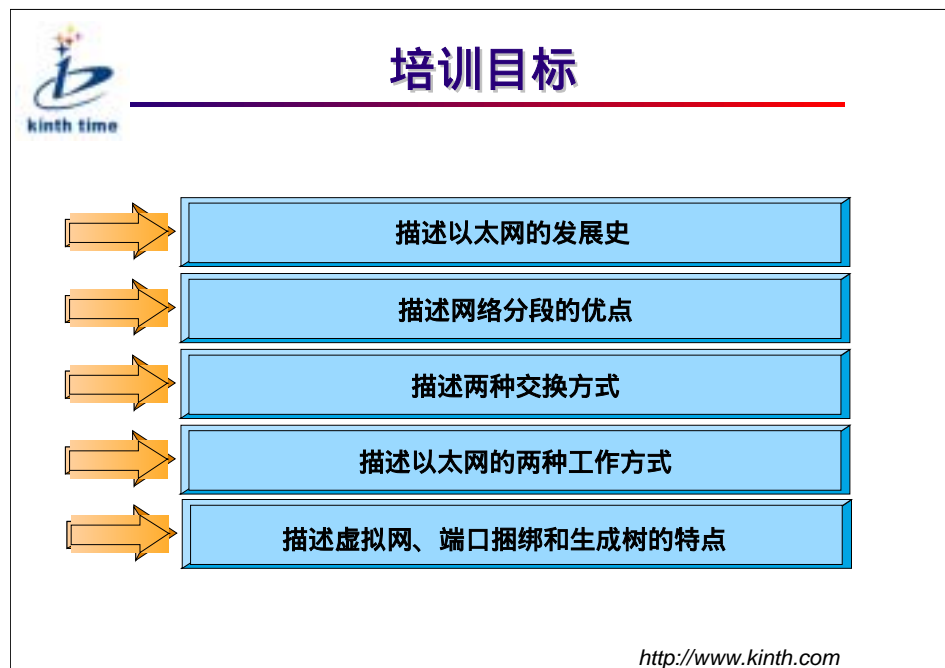 培训目标
kinth time
描述以太网的发展史
描述网络分段的优点
描述两种交换方式
描述以太网的两种工作方式
描述虚拟网、端口捆绑和生成树的特点
http://www.kinth.com